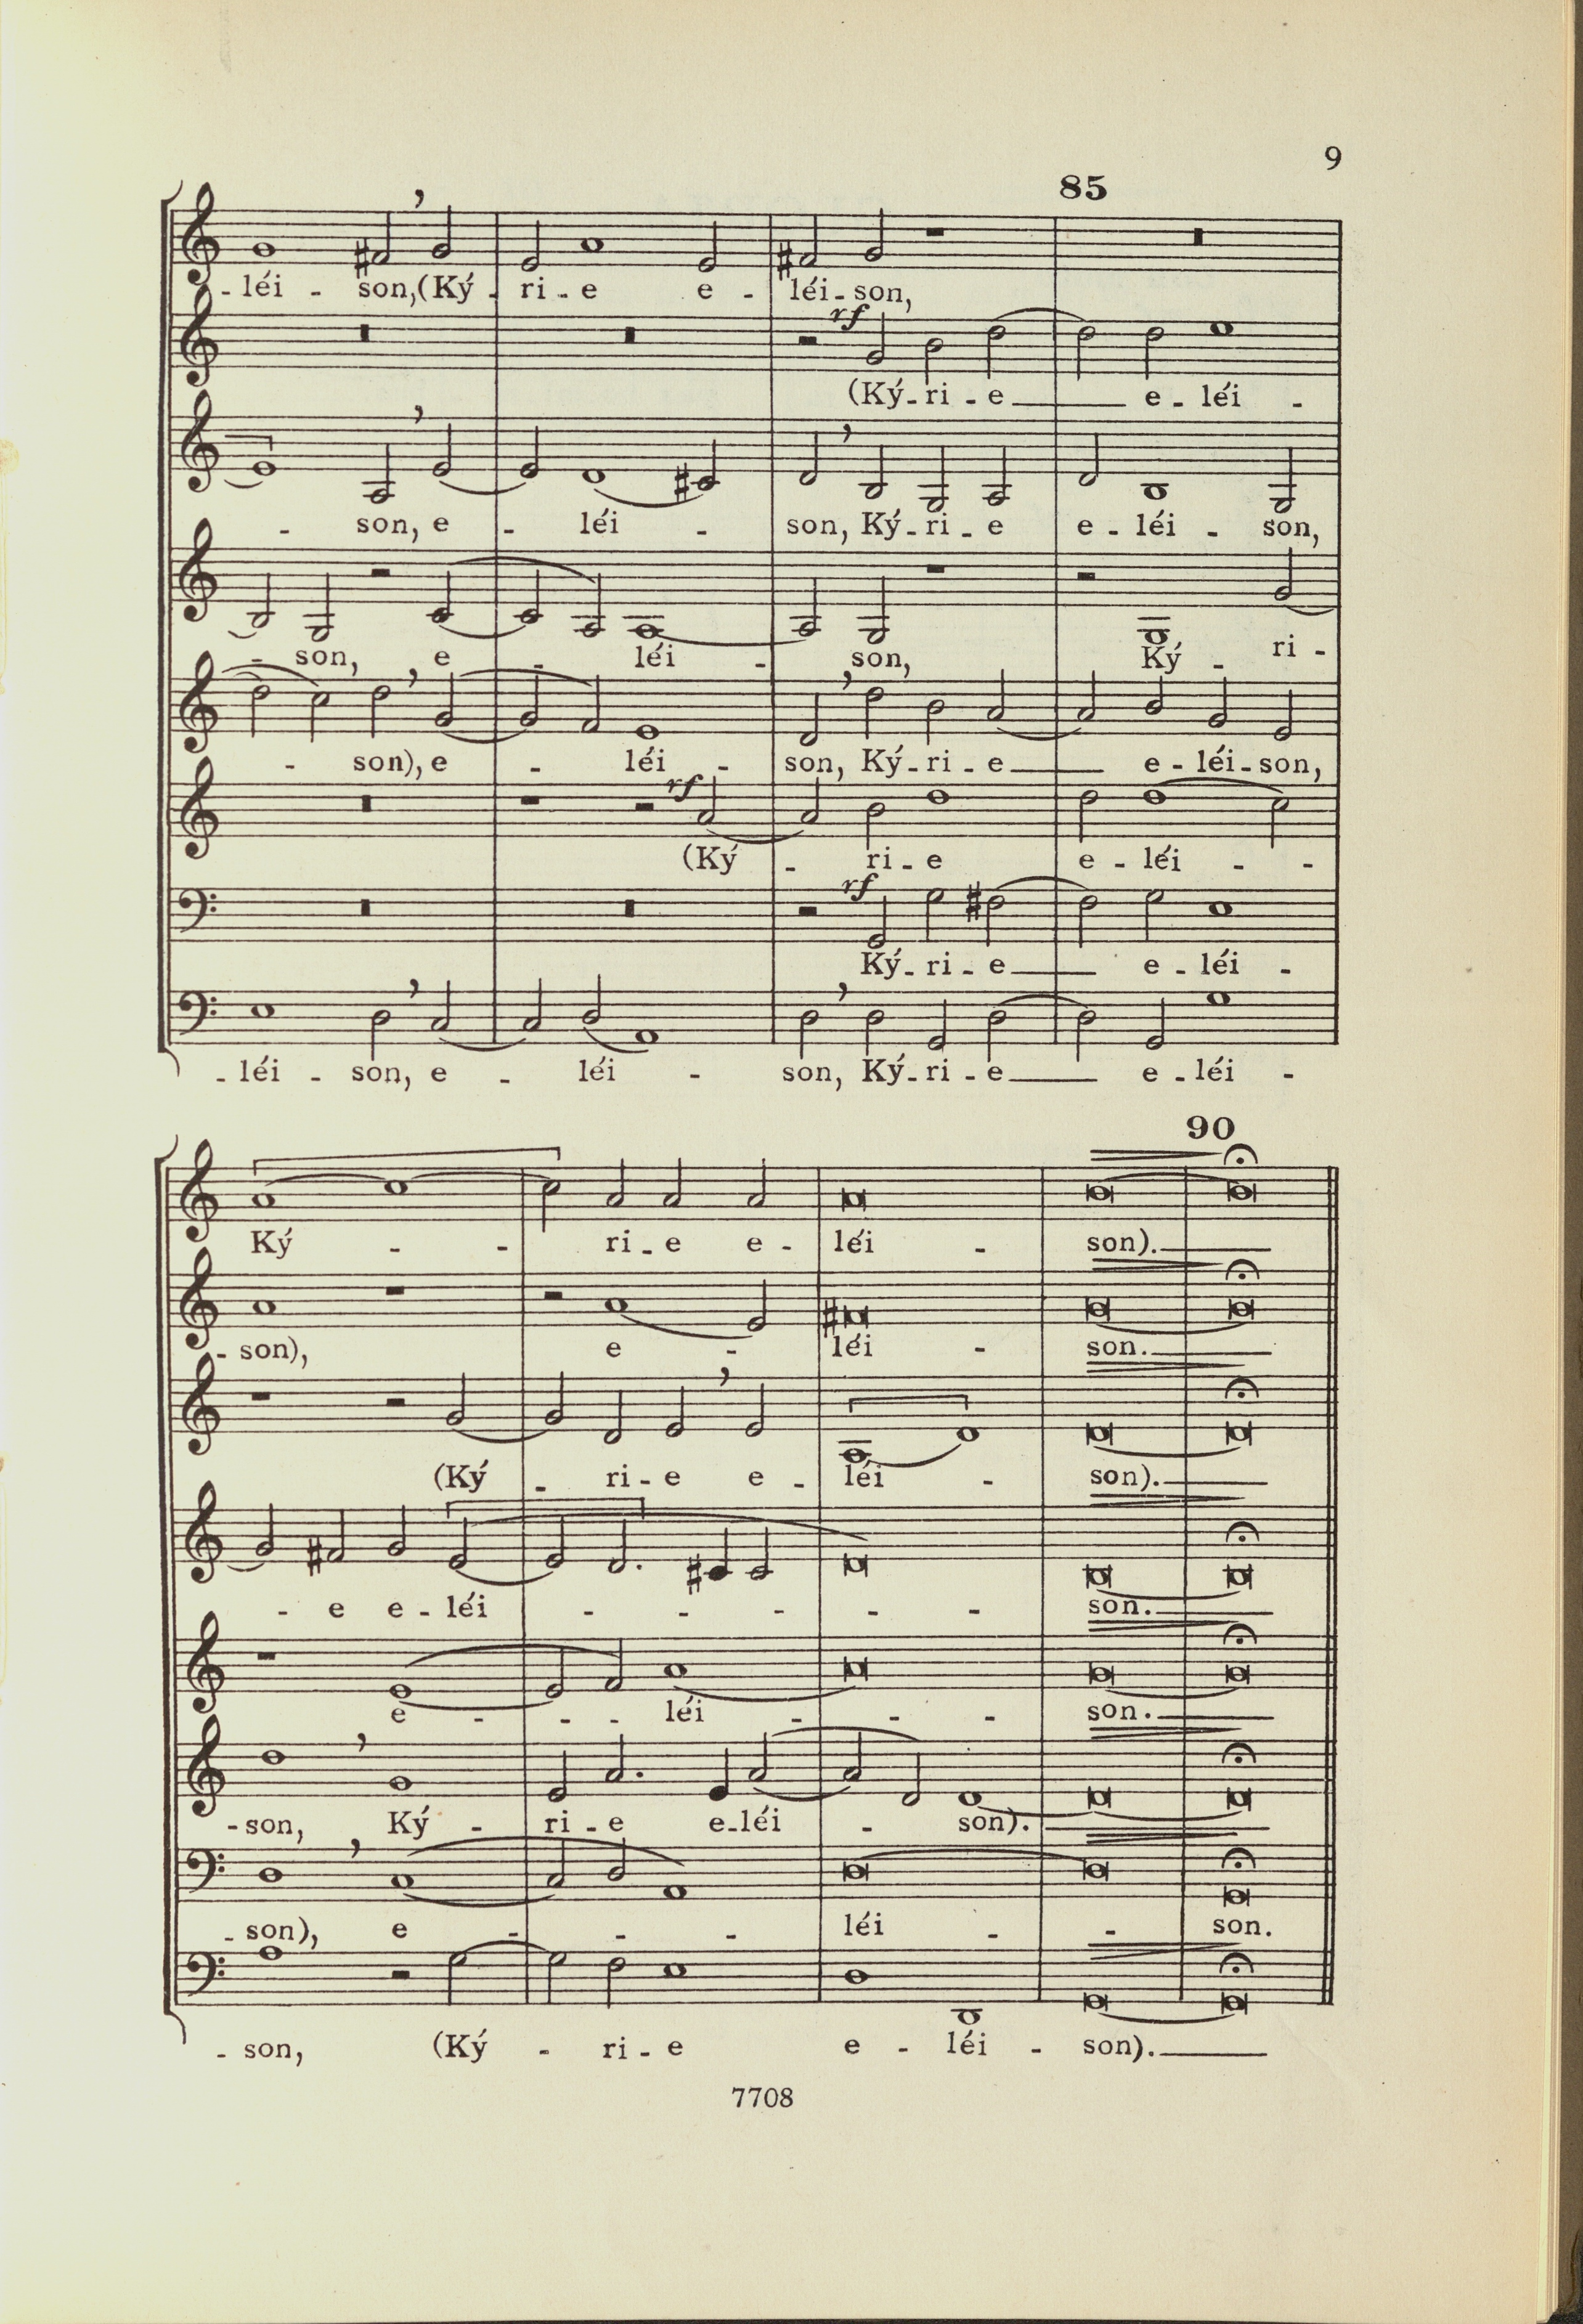 9
85
- léi - son, (Ký - ri - e e - léi - son,
rf
(Ký - ri - e e - léi -
- son, e - léi - son, Ký - ri - e e - léi - son,
- son, e - léi - son, Ký - ri -
- son), e - léi - son, Ký - ri - e e - léi - son,
rf
(Ký - ri - e e - léi - -
rf
Ký - ri - e e - léi -
- léi - son, e - léi - son, Ký - ri - e e - léi -
90
Ký - - ri - e e - léi - son).
- son), e - léi - son.
(Ký - ri - e e - léi - son).
- e e - léi - - - - - son.
e - - - léi - - - son.
- son, Ký - ri - e e - léi - son).
- son), e - - - léi - - son.
- son, (Ký - ri - e e - léi - son).
7708